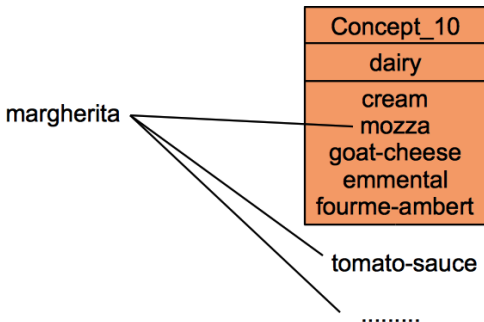 Concept_10
dairy
margherita
cream
mozza
goat-cheese
emmental
fourme-ambert
tomato-sauce
.........